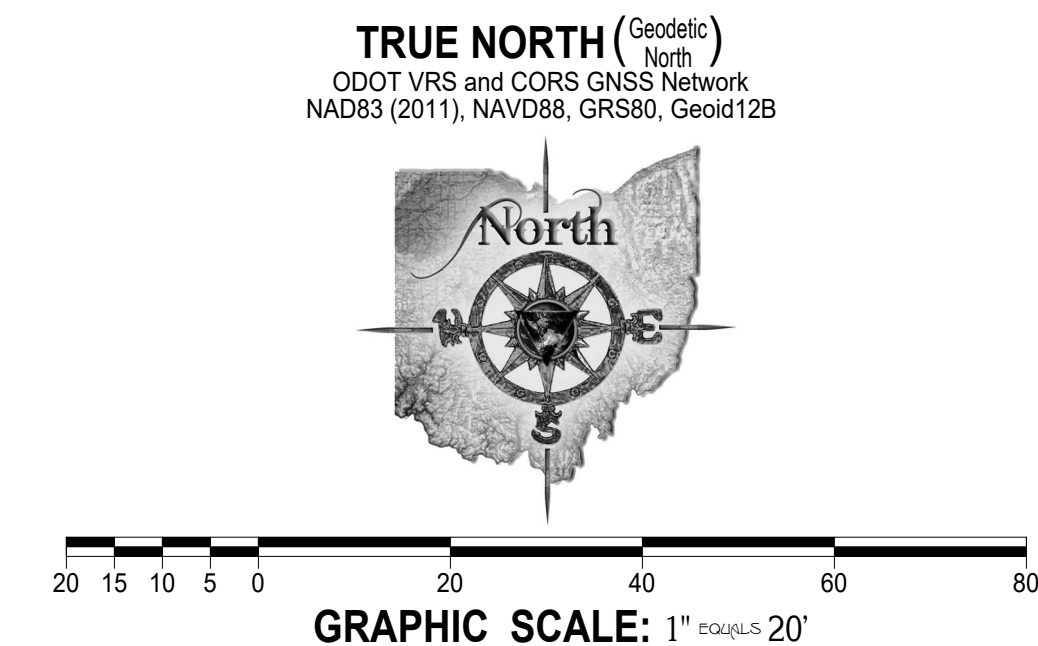 TRUE NORTH (Geodetic North)
ODOT VRS and CORS GNSS Network
NAD83 (2011), NAVD88, GRS80, Geoid12B
North
W E
S
20 15 10 5 0 20 40 60 80
GRAPHIC SCALE: 1" EQUALS 20'